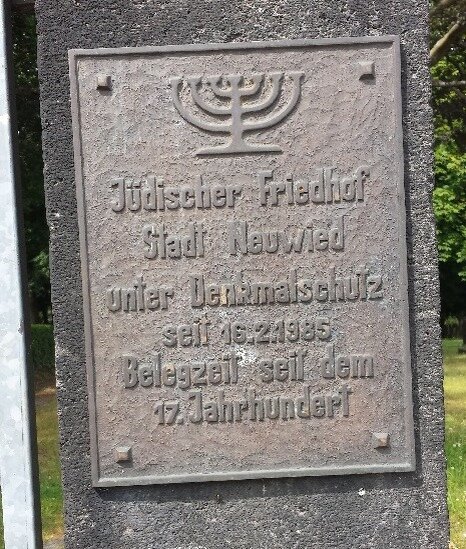 Jüdischer Friedhof
Stadt Neuwied
unter Denkmalschutz
seit 16.2.1985
Belegzeit seit dem
17. Jahrhundert